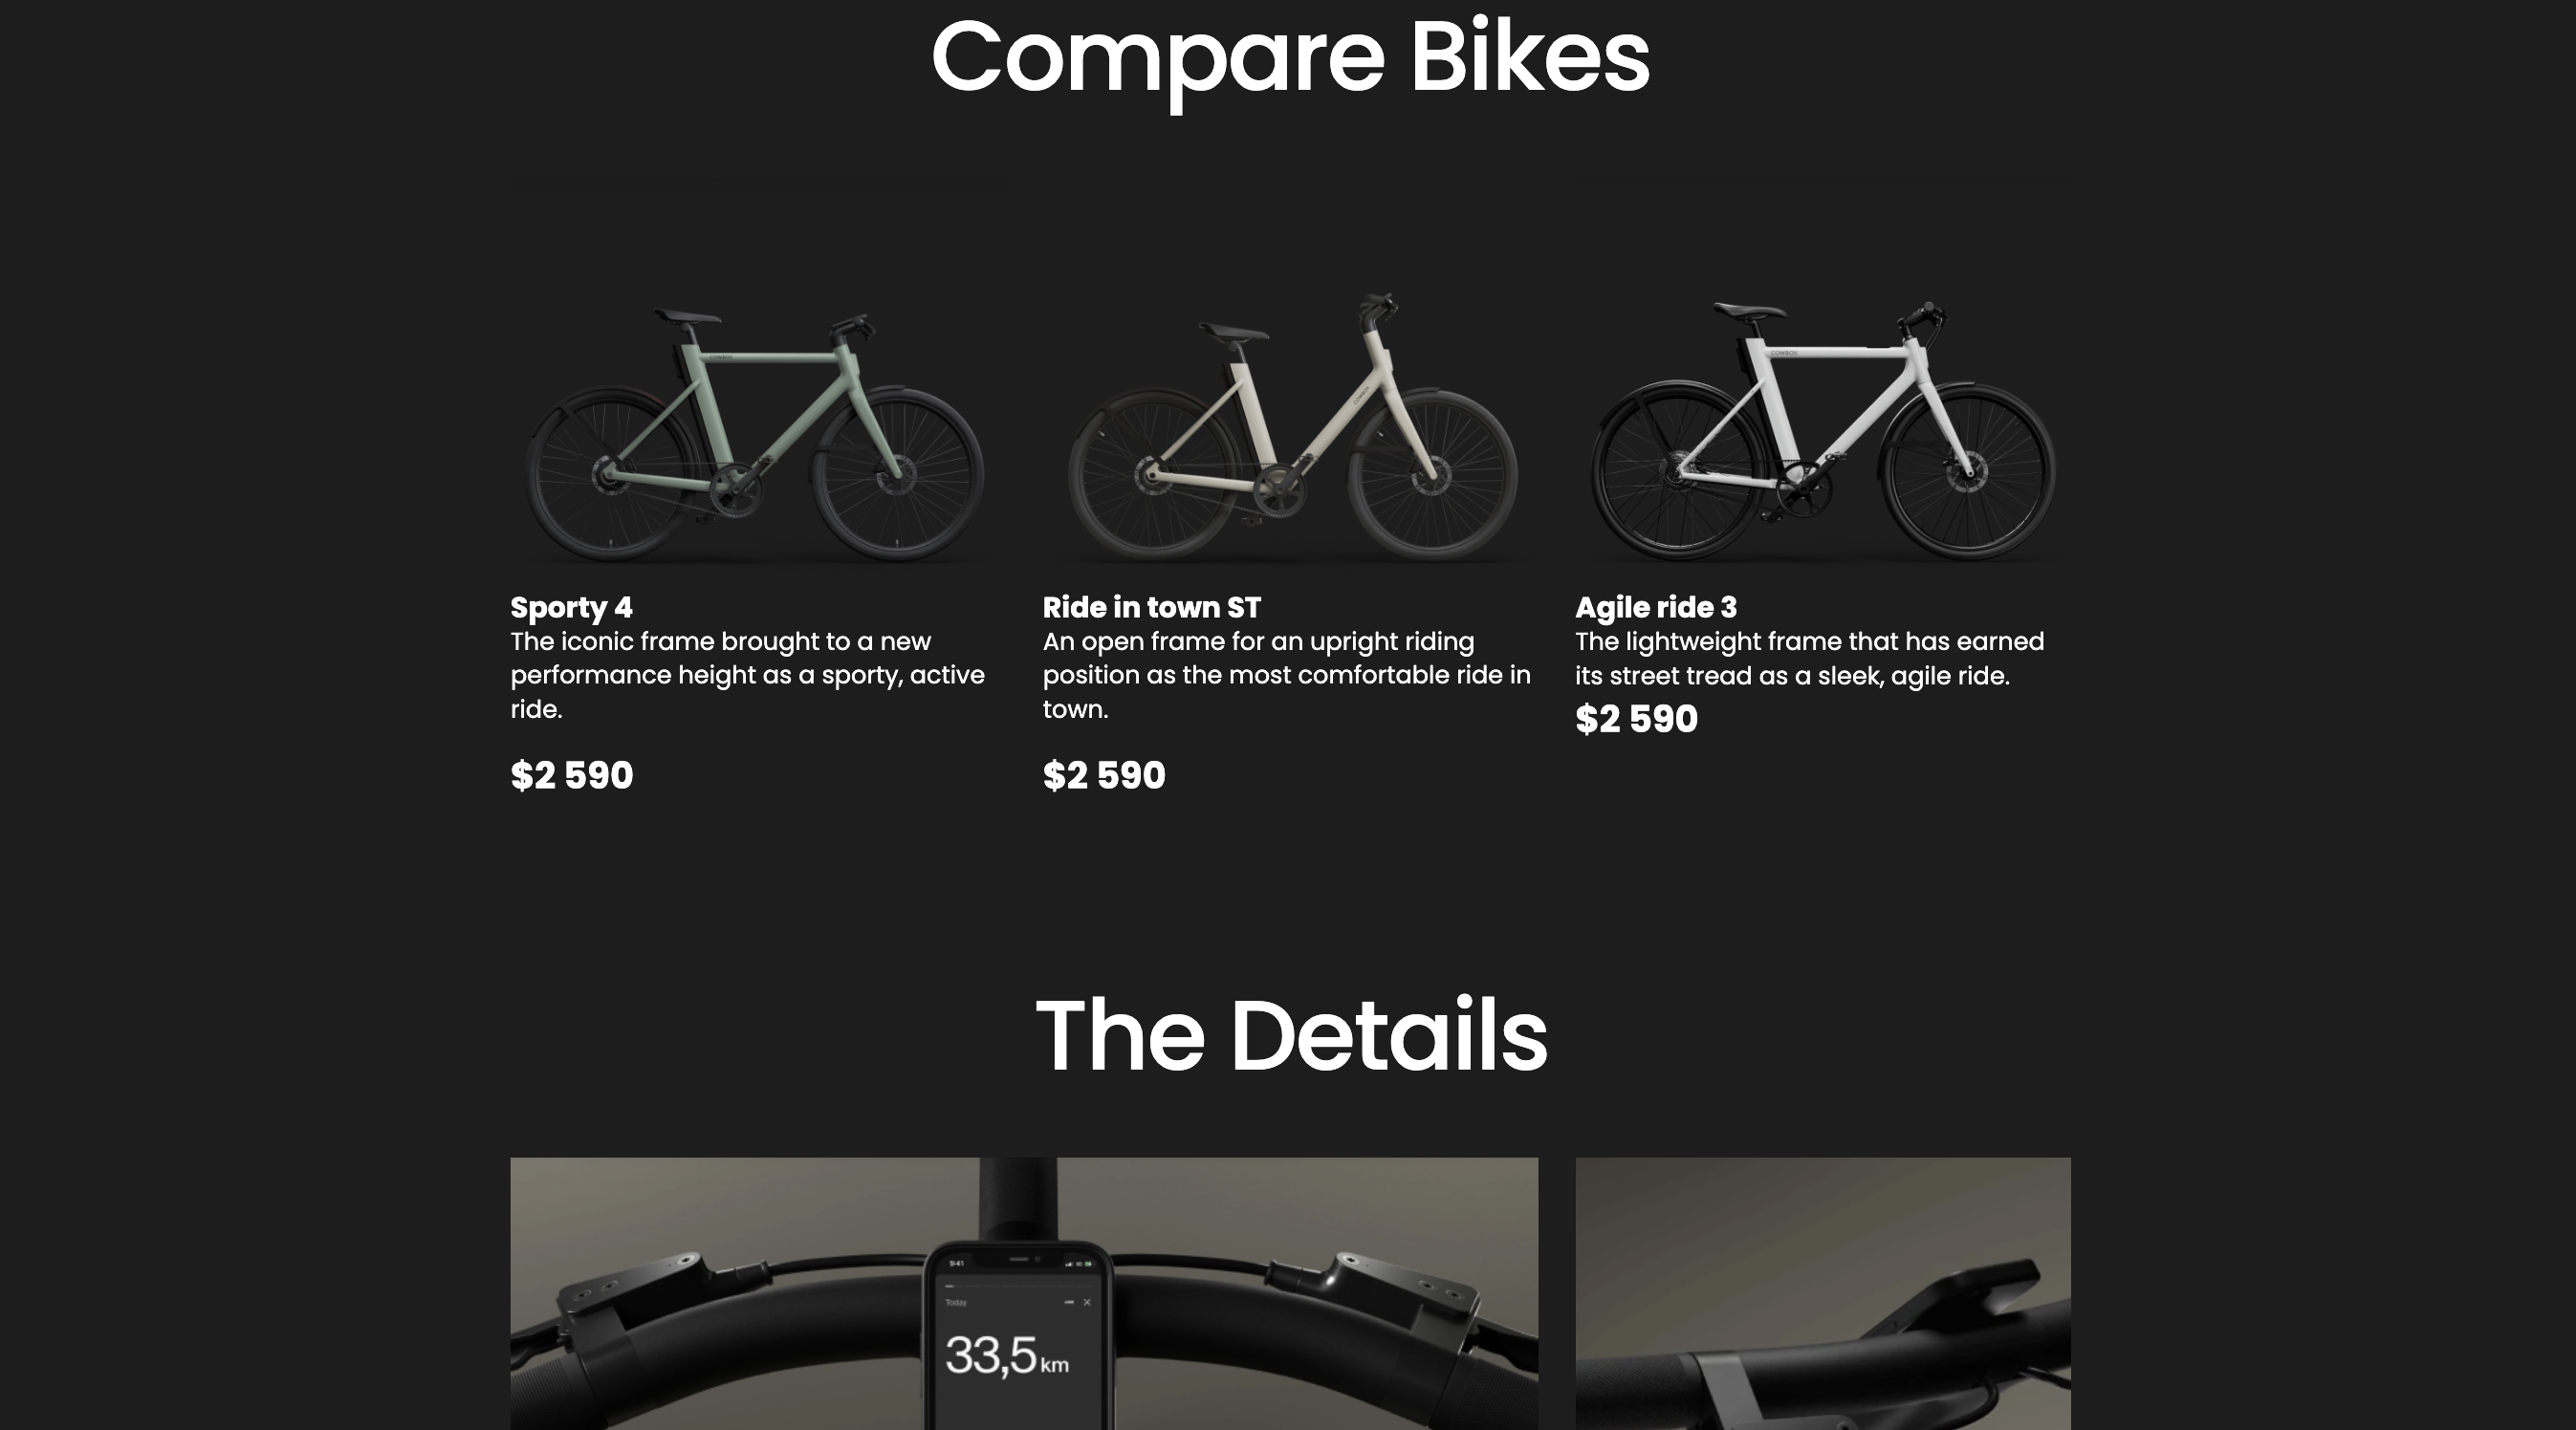 Compare Bikes
COWBOY
COWBOY
COWBOY
Sporty 4
The iconic frame brought to a new
performance height as a sporty, active
ride.
$2 590
Ride in town ST
An open frame for an upright riding
position as the most comfortable ride in
town.
$2 590
Agile ride 3
The lightweight frame that has earned
its street tread as a sleek, agile ride.
$2 590
The Details
9:41
Today
33,5 km